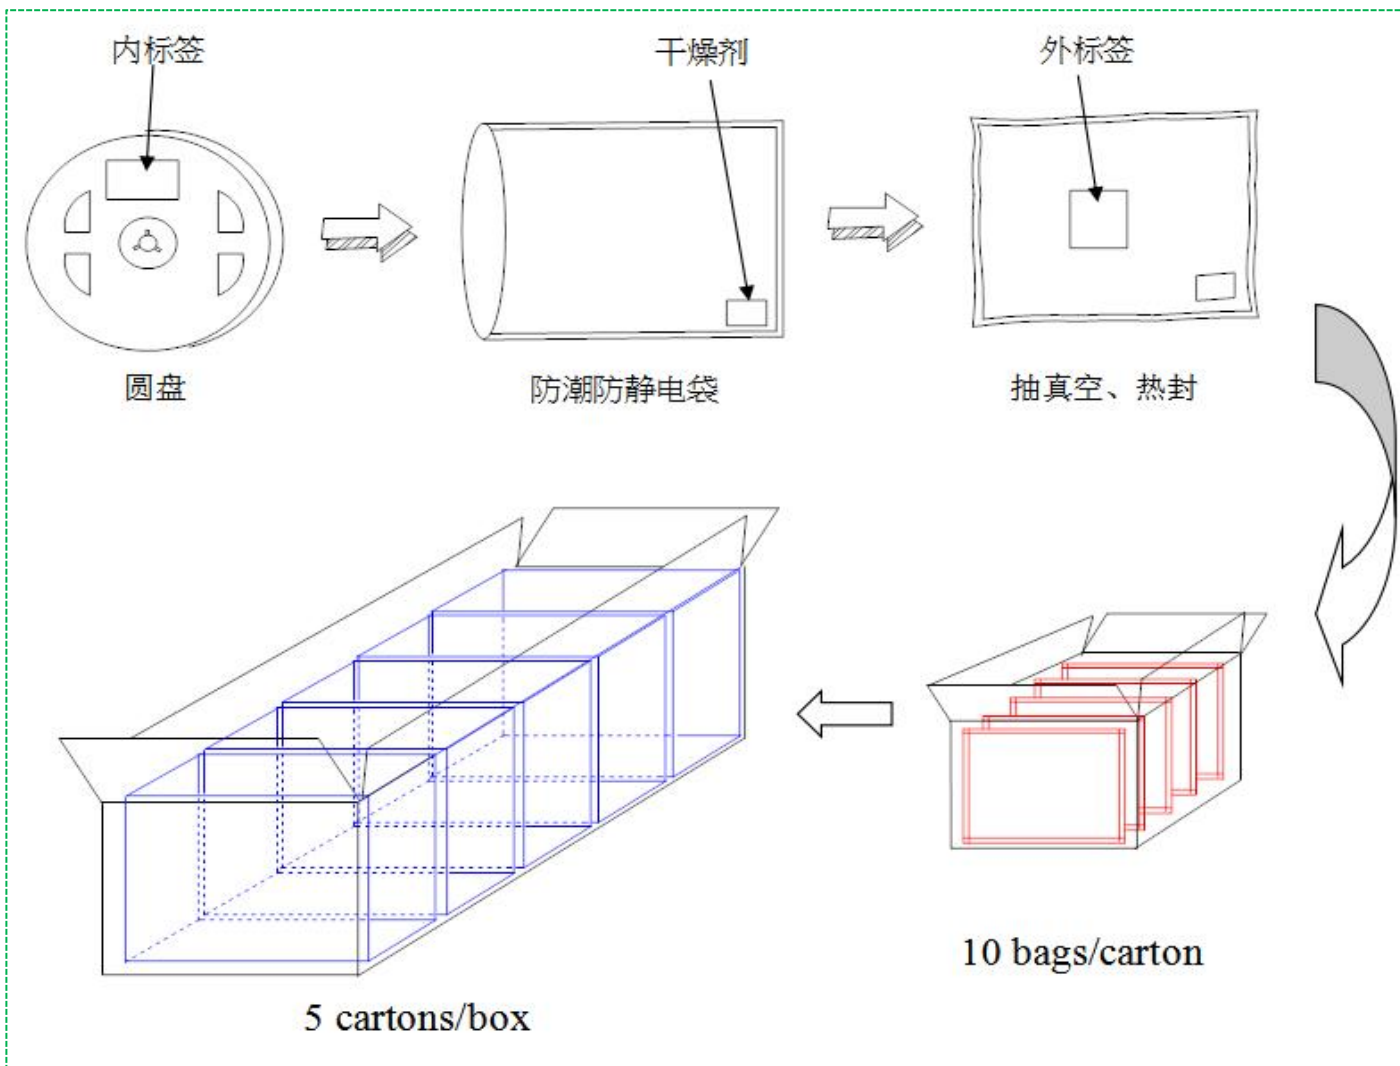 内标签
干燥剂
外标签
圆盘
防潮防静电袋
抽真空、热封
10 bags/carton
5 cartons/box